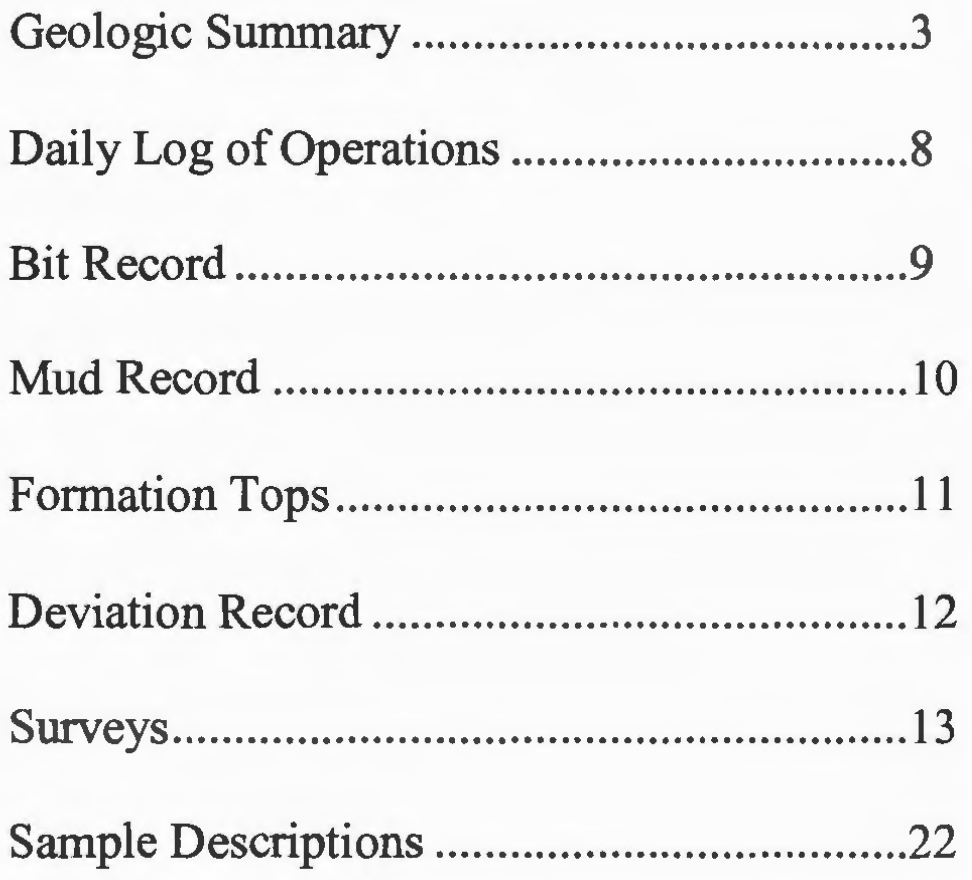 Geologic Summary ........................................3
Daily Log of Operations ................................8
Bit Record ......................................................9
Mud Record ...................................................10
Formation Tops..............................................11
Deviation Record ...........................................12
Surveys...........................................................13
Sample Descriptions ......................................22